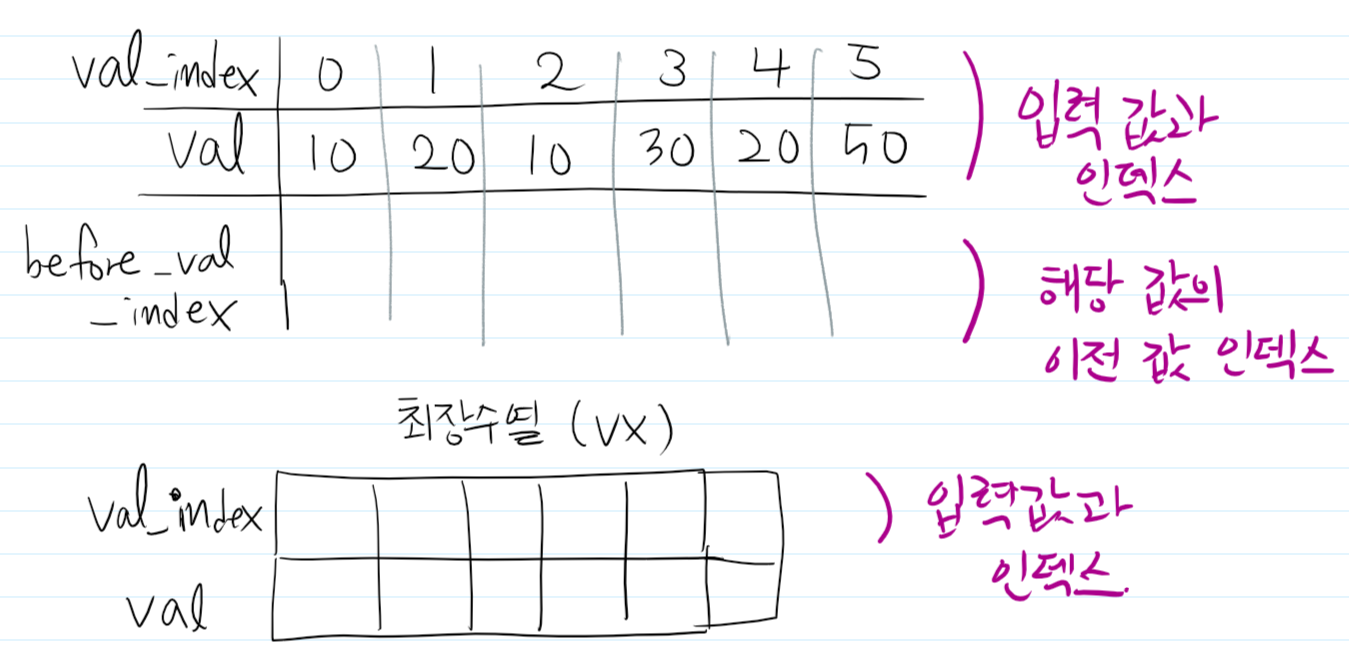 val_index 0 1 2 3 4 5
val 10 20 10 30 20 50
입력 값과
인덱스
before_val
_index
해당 값의
이전 값 인덱스
최장수열 (VX)
val_index
val
입력값과
인덱스.